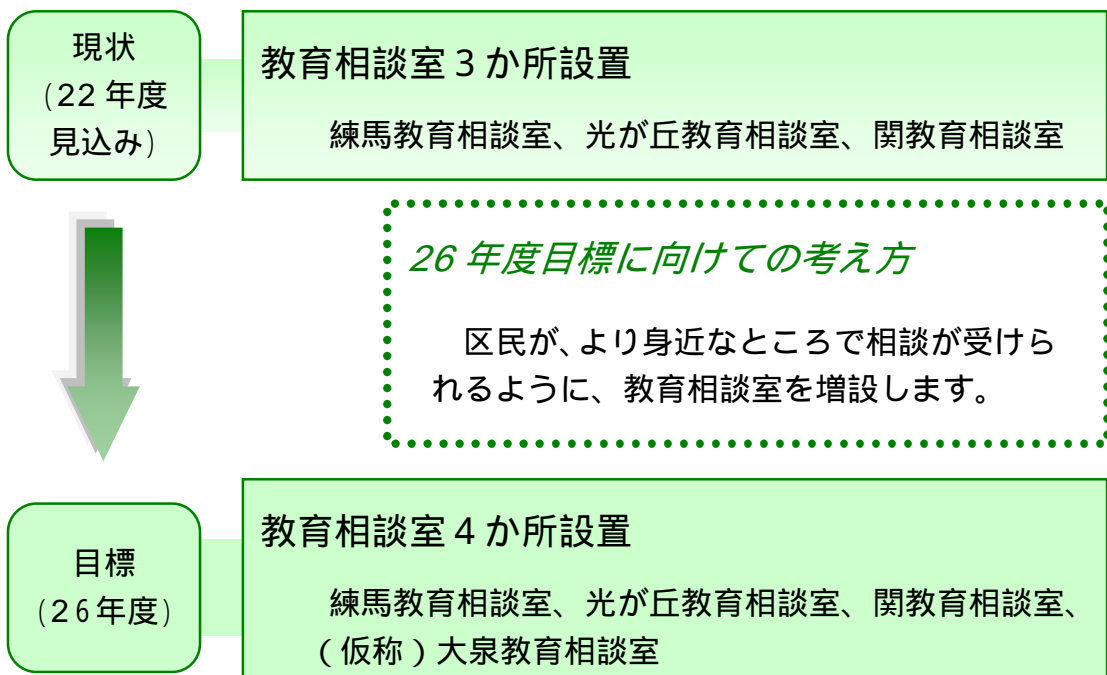 現状
(22年度
見込み)
教育相談室3か所設置
練馬教育相談室、光が丘教育相談室、関教育相談室
26年度目標に向けての考え方
区民が、より身近なところで相談が受けら
れるように、教育相談室を増設します。
目標
(26年度)
教育相談室4か所設置
練馬教育相談室、光が丘教育相談室、関教育相談室、
(仮称)大泉教育相談室